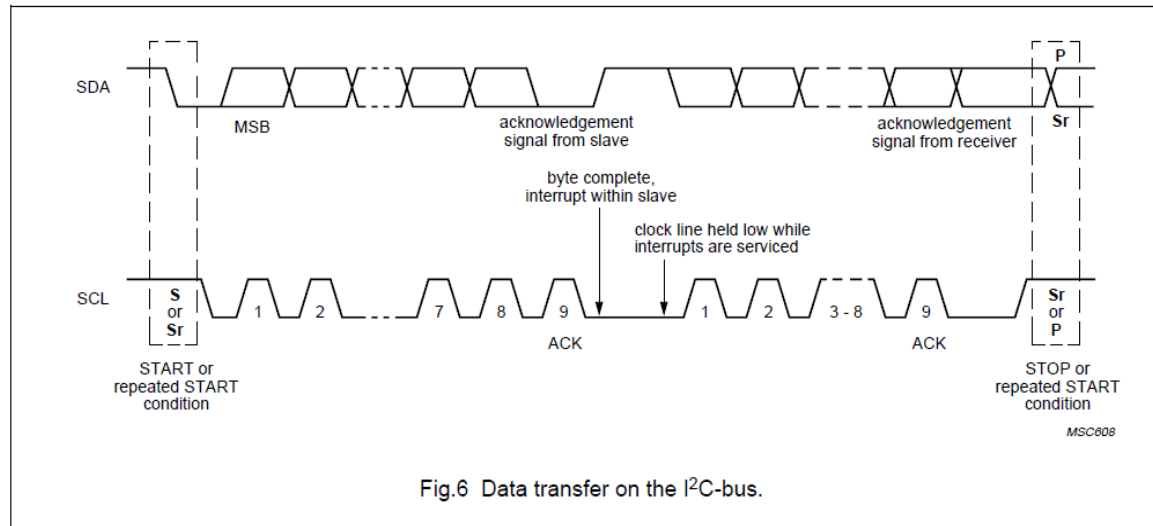 P
SDA
MSB
acknowledgement
signal from slave
acknowledgement
signal from receiver
Sr
byte complete,
interrupt within slave
clock line held low while
interrupts are serviced
SCL
S
or
Sr
1
2
7
8
9
1
2
3 - 8
9
Sr
or
P
ACK
ACK
START or
repeated START
condition
STOP or
repeated START
condition
MSC608
Fig.6 Data transfer on the I²C-bus.